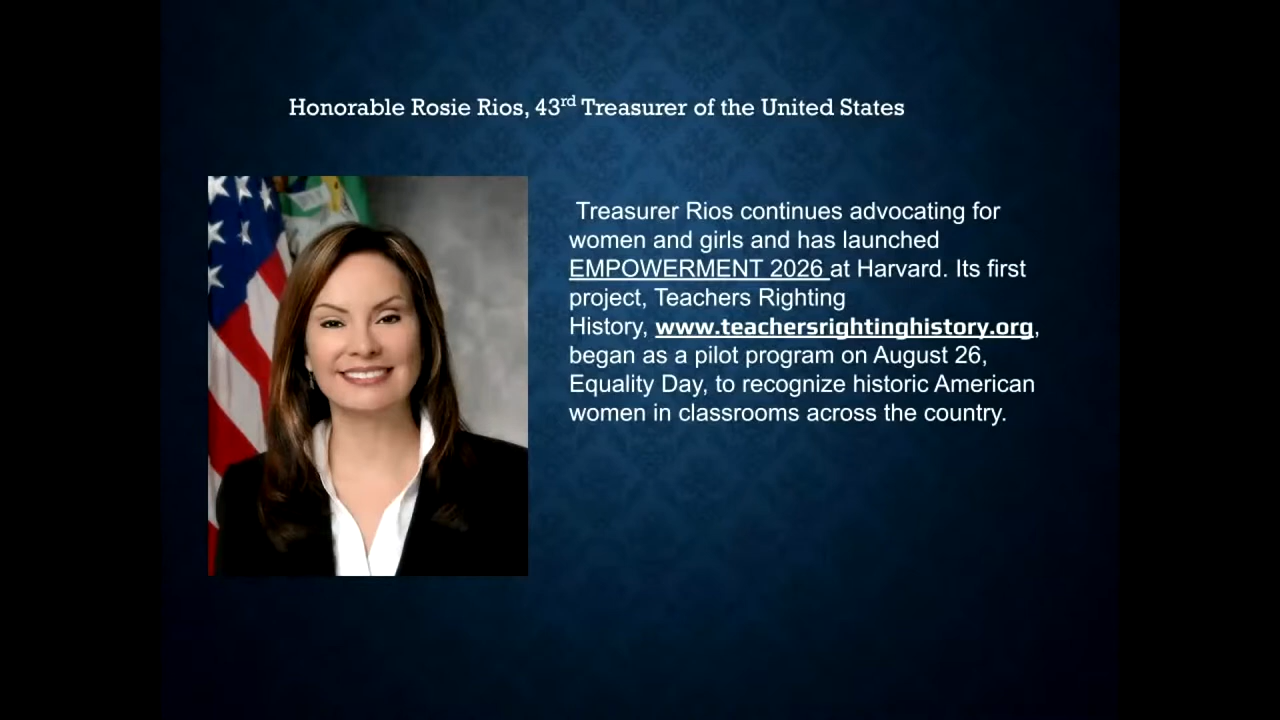 Honorable Rosie Rios, 43rd Treasurer of the United States
Treasurer Rios continues advocating for
women and girls and has launched
EMPOWERMENT 2026 at Harvard. Its first
project, Teachers Righting
History, www.teachersrightinghistory.org,
began as a pilot program on August 26,
Equality Day, to recognize historic American
women in classrooms across the country.